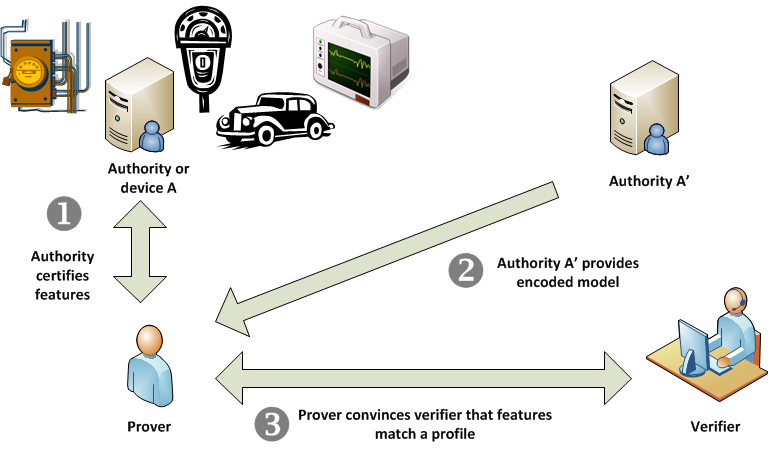 Authority or
device A
Authority A’
1
Authority
certifies
features
2
Authority A’ provides
encoded model
Prover
3
Prover convinces verifier that features
match a profile
Verifier